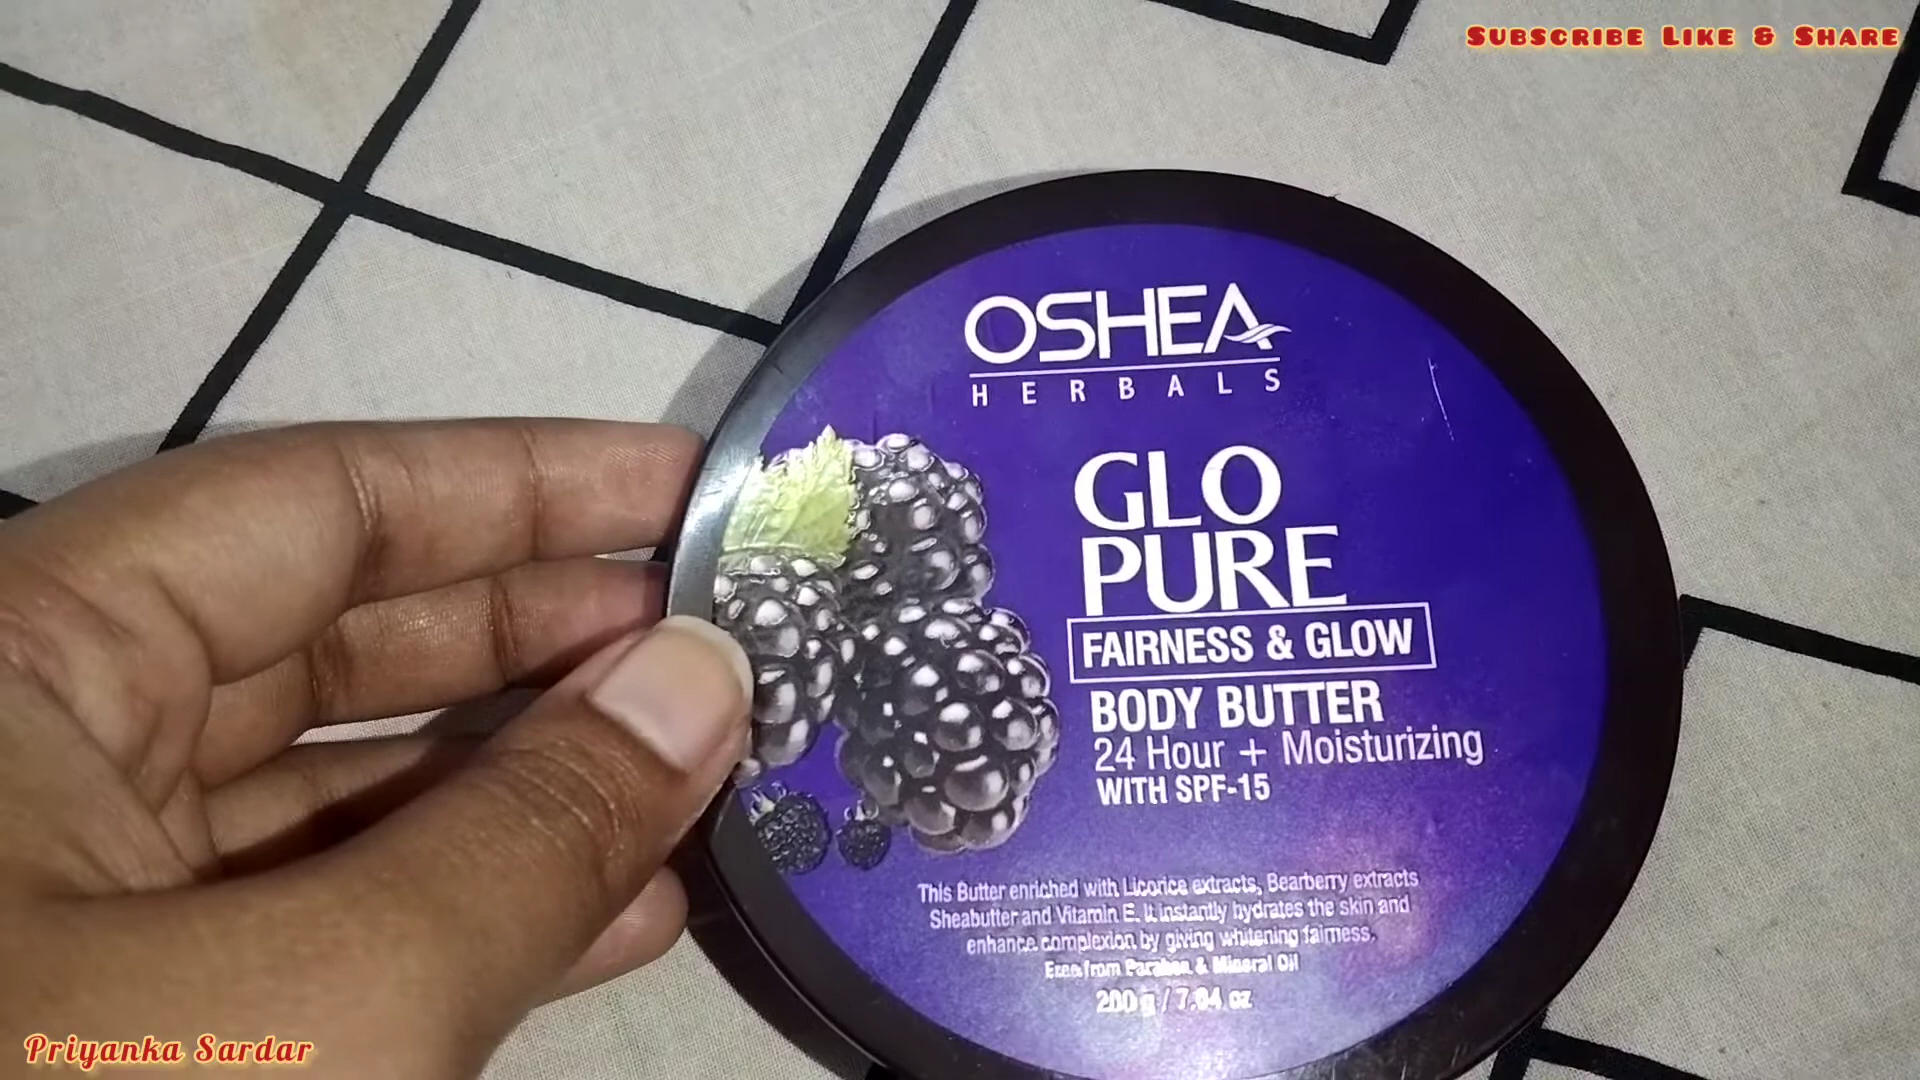 SUBSCRIBE LIKE & SHARE
OSHEA
HERBALS
GLO
PURE
FAIRNESS & GLOW
BODY BUTTER
24 Hour + Moisturizing
WITH SPF-15
This Butter enriched with Licorice extracts, Bearberry extracts
Sheabutter and Vitamin E. It instantly hydrates the skin and
enhance complexion by giving whitening fairness.
Free from Paraben & Mineral Oil
200 g / 7.04 oz
Priyanka Sardar